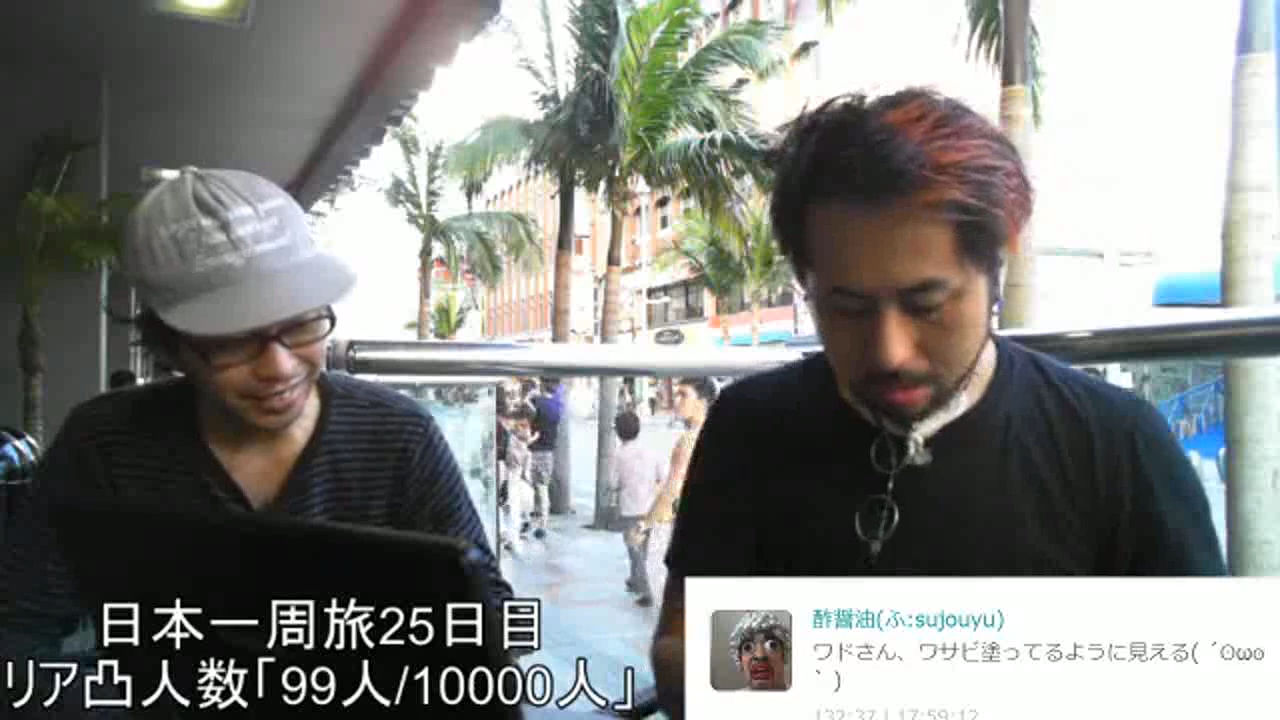 日本一周旅25日目
リア凸人数「99人/10000人」
酢醤油(ふ:sujouyu)
ワドさん、ワサビ塗ってるように見える( ´ʘωʘ
` )
132:37 | 17:59:12